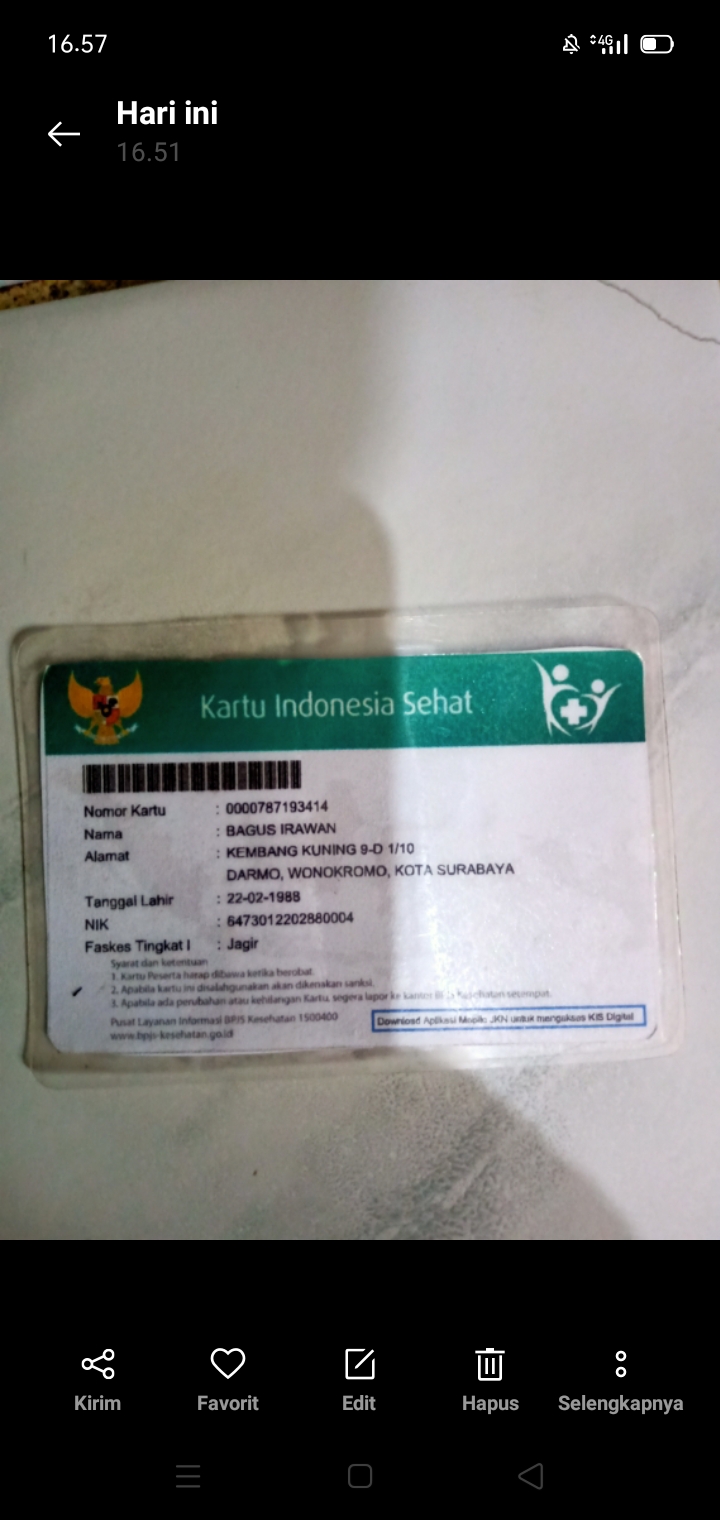 16.57
4G
Hari ini
16.51
Kartu Indonesia Sehat
Nomor Kartu : 0000787193414
Nama : BAGUS IRAWAN
Alamat : KEMBANG KUNING 9-D 1/10
DARMO, WONOKROMO, KOTA SURABAYA
Tanggal Lahir : 22-02-1988
NIK : 6473012202880004
Faskes Tingkat I : Jagir
Syarat dan ketentuan
1. Kartu Peserta harap dibawa ketika berobat.
2. Apabila kartu ini disalahgunakan akan dikenakan sanksi.
3. Apabila ada perubahan atau kehilangan Kartu, segera lapor ke kantor Kesehatan setempat.
Pusat Layanan Informasi BPJS Kesehatan 1500400
Download Aplikasi Mobile JKN untuk mengakses KIS Digital
www.bpjs-kesehatan.go.id
Kirim
Favorit
Edit
Hapus
Selengkapnya